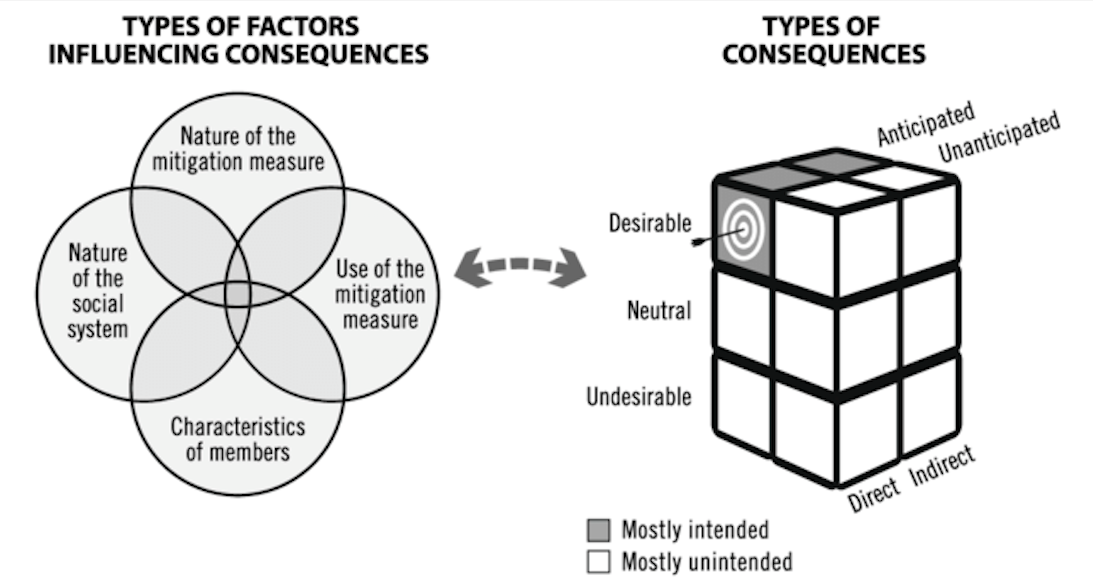 TYPES OF FACTORS
INFLUENCING CONSEQUENCES
Nature of the
mitigation measure
Nature
of the
social
system
Use of the
mitigation
measure
Characteristics
of members
TYPES OF
CONSEQUENCES
Anticipated
Unanticipated
Desirable
Neutral
Undesirable
Direct
Indirect
Mostly intended
Mostly unintended